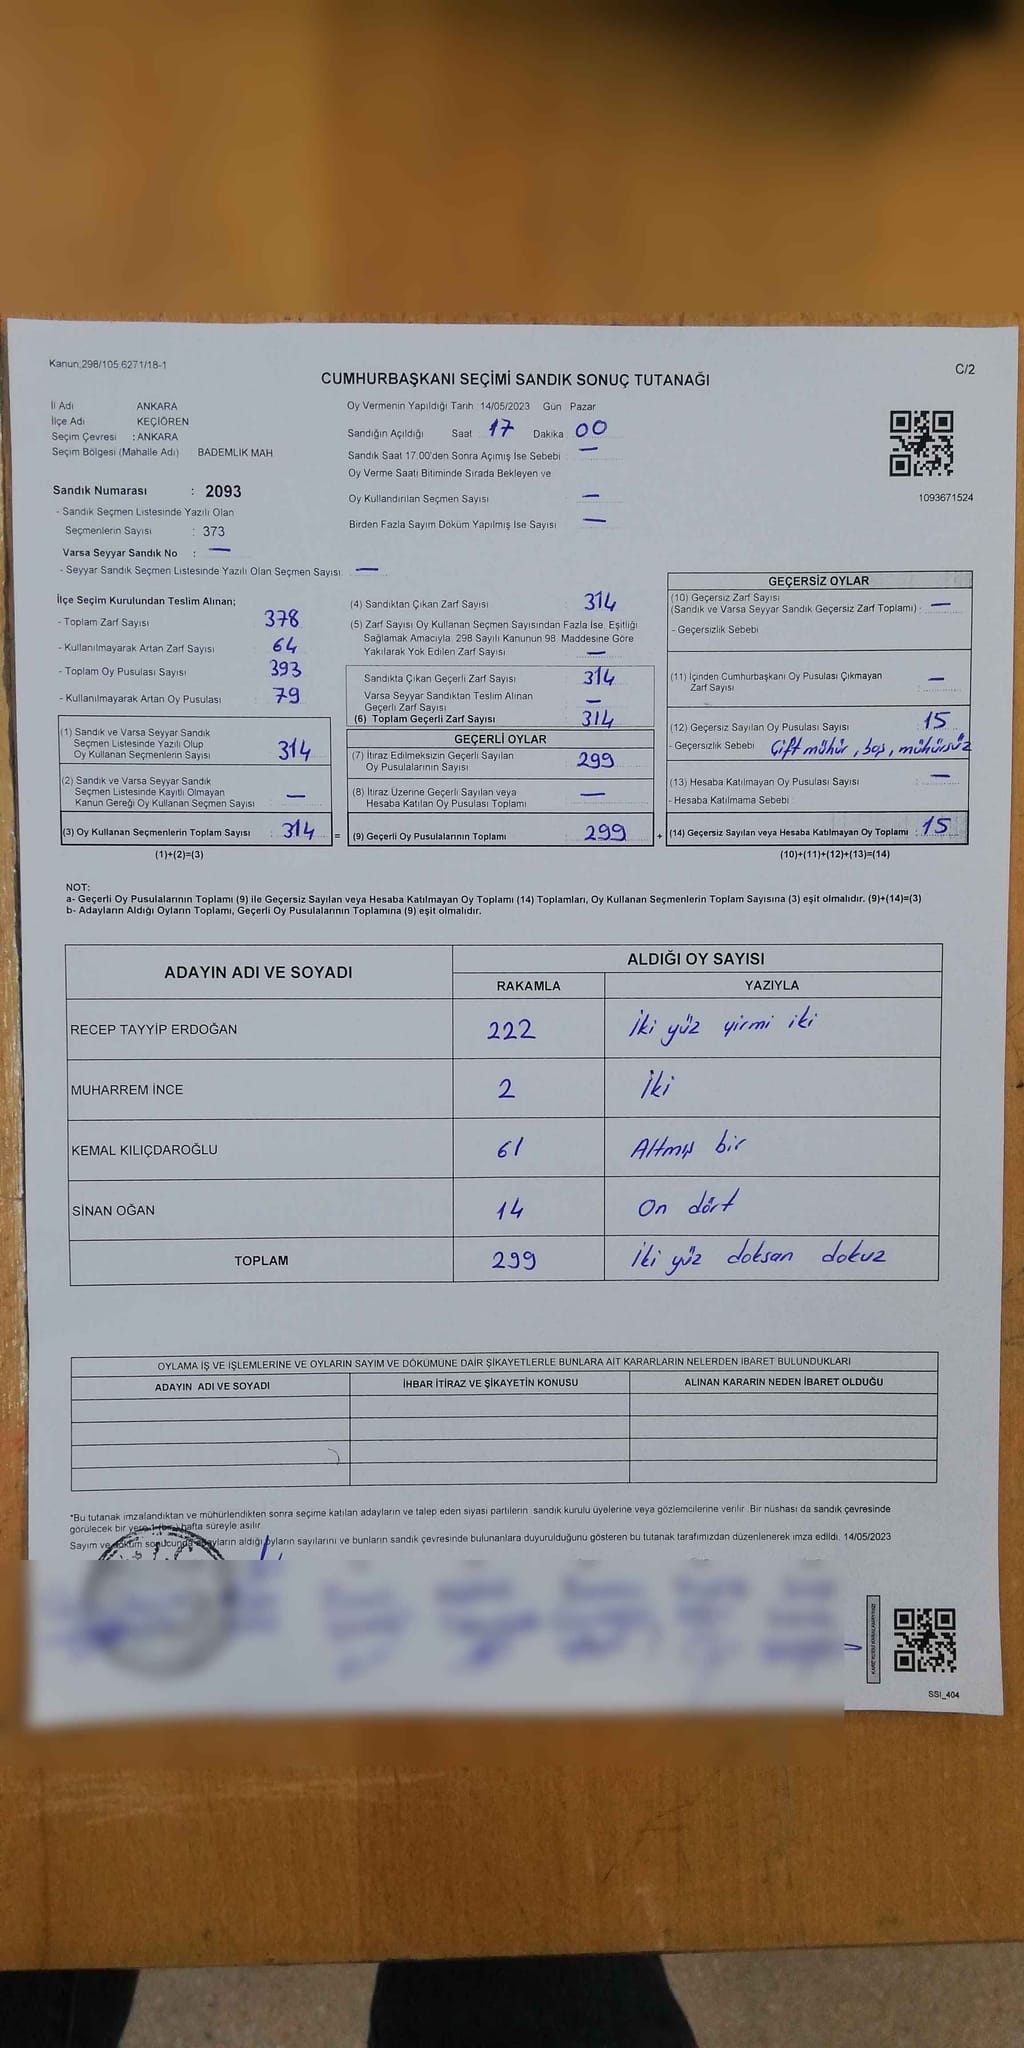 Kanun.298/105.6271/18-1
C/2
CUMHURBAŞKANI SEÇİMİ SANDIK SONUÇ TUTANAĞI
İl Adı ANKARA
İlçe Adı KEÇİÖREN
Seçim Çevresi : ANKARA
Seçim Bölgesi (Mahalle Adı) BADEMLİK MAH.
Sandık Numarası : 2093
- Sandık Seçmen Listesinde Yazılı Olan
Seçmenlerin Sayısı : 373
Varsa Seyyar Sandık No : —
- Seyyar Sandık Seçmen Listesinde Yazılı Olan Seçmen Sayısı: —
Oy Vermenin Yapıldığı Tarih 14/05/2023 Gün Pazar
Sandığın Açıldığı Saat 17 Dakika 00
Sandık Saat 17.00'den Sonra Açılmış İse Sebebi —
Oy Verme Saati Bitiminde Sırada Bekleyen ve
Oy Kullandırılan Seçmen Sayısı —
Birden Fazla Sayım Döküm Yapılmış İse Sayısı —
1093671524
İlçe Seçim Kurulundan Teslim Alınan;
- Toplam Zarf Sayısı 378
- Kullanılmayarak Artan Zarf Sayısı 64
- Toplam Oy Pusulası Sayısı 393
- Kullanılmayarak Artan Oy Pusulası 79
(1) Sandık ve Varsa Seyyar Sandık
Seçmen Listesinde Yazılı Olup
Oy Kullanan Seçmenlerin Sayısı 314
(2) Sandık ve Varsa Seyyar Sandık
Seçmen Listesinde Kayıtlı Olmayan
Kanun Gereği Oy Kullanan Seçmen Sayısı —
(3) Oy Kullanan Seçmenlerin Toplam Sayısı 314 =
(1)+(2)=(3)
(4) Sandıktan Çıkan Zarf Sayısı 314
(5) Zarf Sayısı Oy Kullanan Seçmen Sayısından Fazla İse, Eşitliği
Sağlamak Amacıyla, 298 Sayılı Kanunun 98. Maddesine Göre
Yakılarak Yok Edilen Zarf Sayısı —
Sandıkta Çıkan Geçerli Zarf Sayısı 314
Varsa Seyyar Sandıktan Teslim Alınan
Geçerli Zarf Sayısı —
(6) Toplam Geçerli Zarf Sayısı 314
GEÇERLİ OYLAR
(7) İtiraz Edilmeksizin Geçerli Sayılan
Oy Pusulalarının Sayısı 299
(8) İtiraz Üzerine Geçerli Sayılan veya
Hesaba Katılan Oy Pusulası Toplamı —
(9) Geçerli Oy Pusulalarının Toplamı 299 +
GEÇERSİZ OYLAR
(10) Geçersiz Zarf Sayısı
(Sandık ve Varsa Seyyar Sandık Geçersiz Zarf Toplamı) : —
- Geçersizlik Sebebi
(11) İçinden Cumhurbaşkanı Oy Pusulası Çıkmayan
Zarf Sayısı —
(12) Geçersiz Sayılan Oy Pusulası Sayısı 15
- Geçersizlik Sebebi Çift mühür, boş, mühürsüz
(13) Hesaba Katılmayan Oy Pusulası Sayısı —
- Hesaba Katılmama Sebebi
(14) Geçersiz Sayılan veya Hesaba Katılmayan Oy Toplamı : 15
(10)+(11)+(12)+(13)=(14)
NOT:
a- Geçerli Oy Pusulalarının Toplamı (9) ile Geçersiz Sayılan veya Hesaba Katılmayan Oy Toplamı (14) Toplamları, Oy Kullanan Seçmenlerin Toplam Sayısına (3) eşit olmalıdır. (9)+(14)=(3)
b- Adayların Aldığı Oyların Toplamı, Geçerli Oy Pusulalarının Toplamına (9) eşit olmalıdır.
ADAYIN ADI VE SOYADI
ALDIĞI OY SAYISI
RAKAMLA YAZIYLA
RECEP TAYYİP ERDOĞAN 222 İki yüz yirmi iki
MUHARREM İNCE 2 İki
KEMAL KILIÇDAROĞLU 61 Altmış bir
SİNAN OĞAN 14 On dört
TOPLAM 299 İki yüz doksan dokuz
OYLAMA İŞ VE İŞLEMLERİNE VE OYLARIN SAYIM VE DÖKÜMÜNE DAİR ŞİKAYETLERLE BUNLARA AİT KARARLARIN NELERDEN İBARET BULUNDUKLARI
ADAYIN ADI VE SOYADI İHBAR İTİRAZ VE ŞİKAYETİN KONUSU ALINAN KARARIN NEDEN İBARET OLDUĞU
*Bu tutanak imzalandıktan ve mühürlendikten sonra seçime katılan adayların ve talep eden siyasi partilerin sandık kurulu üyelerine veya gözlemcilerine verilir. Bir nüshası da sandık çevresinde
görülecek bir yere 1 (bir) hafta süreyle asılır.
Sayım ve döküm sonucunda adayların aldığı oyların sayılarını ve bunların sandık çevresinde bulunanlara duyurulduğunu gösteren bu tutanak tarafımızdan düzenlenerek imza edildi. 14/05/2023
SSI_404